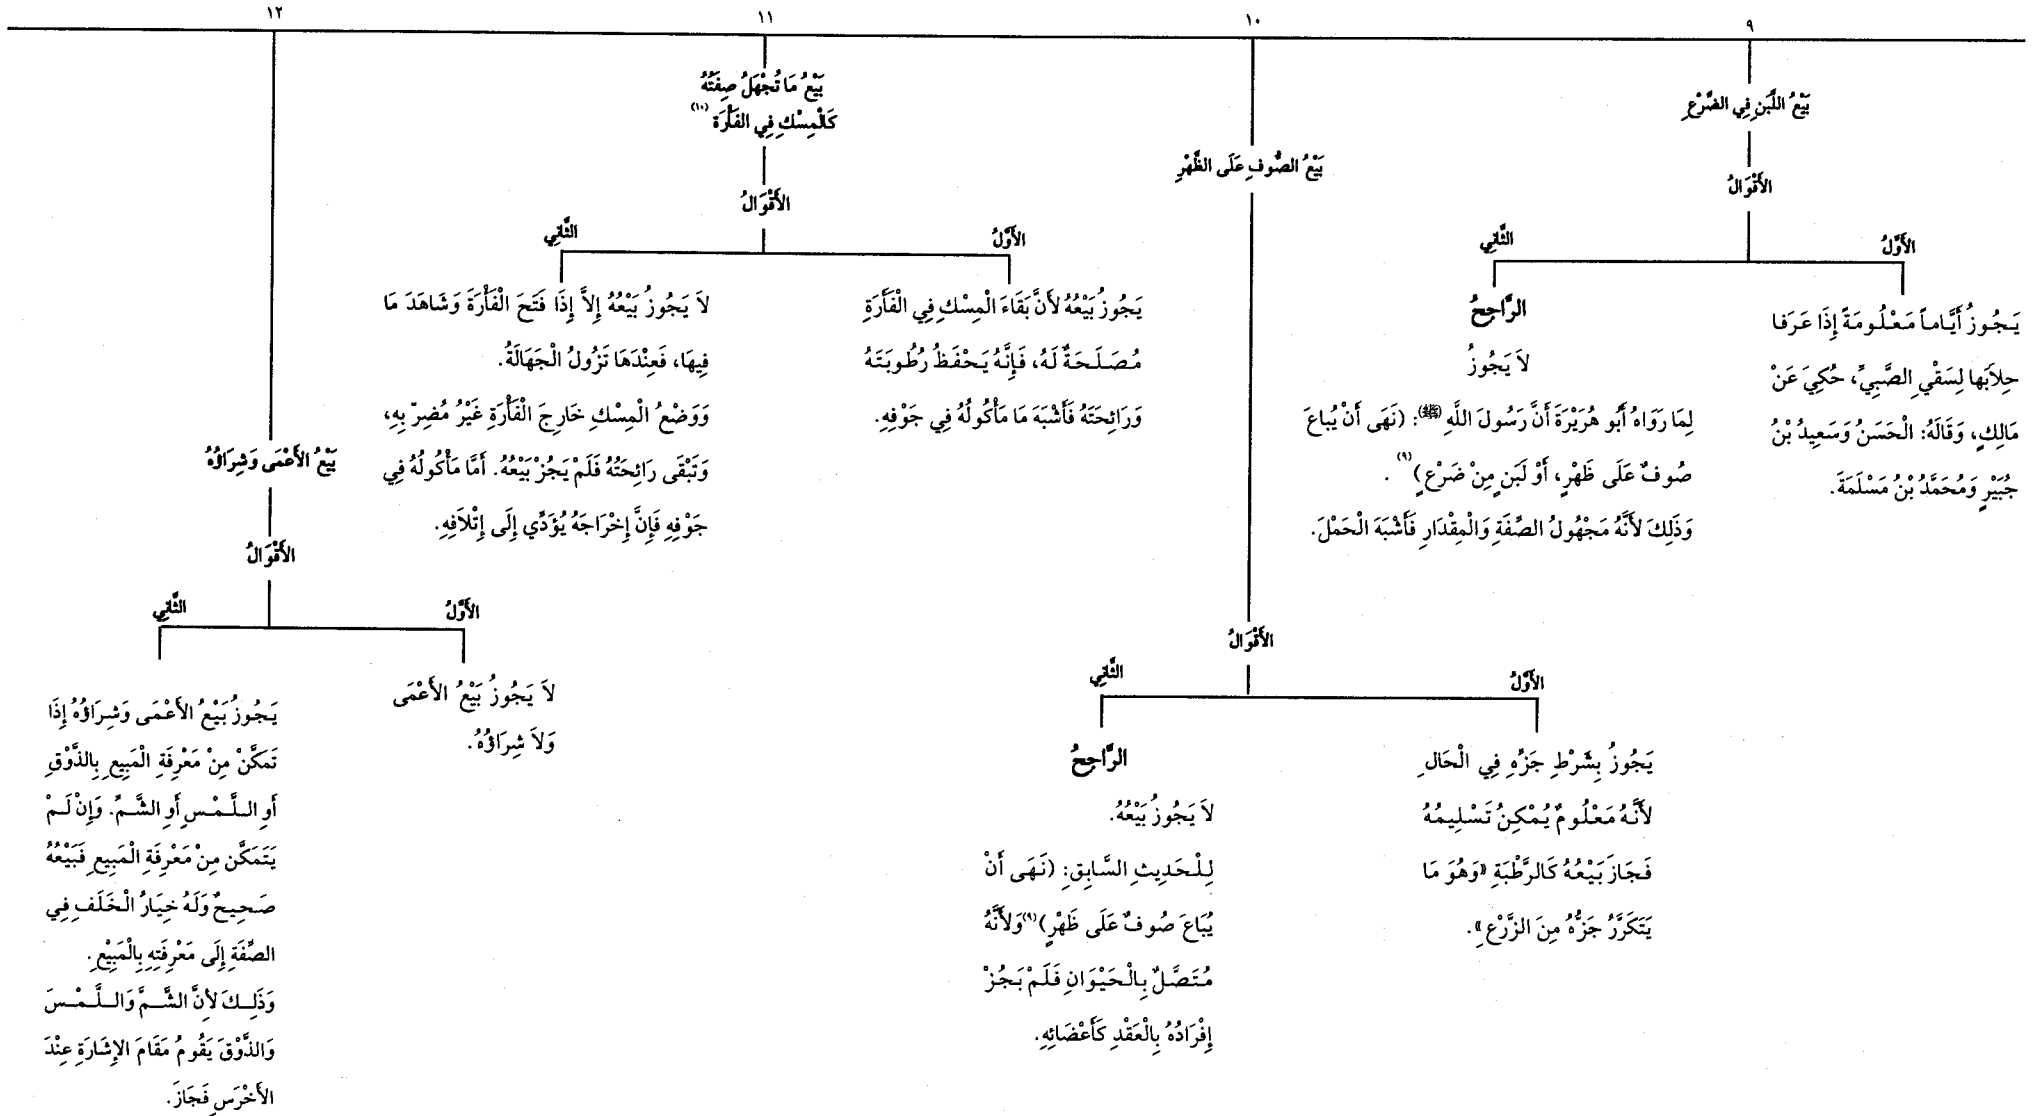 ٩
بَيْعُ اللَّبَنِ فِي الضَّرْعِ
الأَقْوَالُ
الأَوَّلُ
يَجُوزُ أَيَّاماً مَعْلُومَةً إِذَا عَرَفا
حِلاَبَها لِسَقْيِ الصَّبِيِّ، حُكِيَ عَنْ
مَالِكٍ، وَقَالَهُ: الْحَسَنُ وَسَعِيدُ بْنُ
جُبَيْرٍ وَمُحَمَّدُ بْنُ مَسْلَمَةَ.
الثَّانِي
الرَّاجِحُ
لاَ يَجُوزُ
لِمَا رَوَاهُ أَبُو هُرَيْرَةَ أَنَّ رَسُولَ اللَّهِ ﷺ: (نَهَى أَنْ يُباعَ
صُوفٌ عَلَى ظَهْرٍ، أَوْ لَبَنٍ مِنْ ضَرْعٍ)(٩).
وَذَلِكَ لأَنَّهُ مَجْهُولُ الصِّفَةِ وَالْمِقْدَارِ فَأَشْبَهَ الْحَمْلَ.
١٠
بَيْعُ الصُّوفِ عَلَى الظَّهْرِ
الأَقْوَالُ
الأَوَّلُ
يَجُوزُ بِشَرْطِ جَزِّهِ فِي الْحَالِ
لأَنَّهُ مَعْلُومٌ يُمْكِنُ تَسْلِيمُهُ
فَجَازَ بَيْعُهُ كَالرَّطْبَةِ «وَهُوَ مَا
يَتَكَرَّرُ جَزُّهُ مِنَ الزَّرْعِ».
الثَّانِي
الرَّاجِحُ
لاَ يَجُوزُ بَيْعُهُ.
لِلْحَدِيثِ السَّابِقِ: (نَهَى أَنْ
يُبَاعَ صُوفٌ عَلَى ظَهْرٍ)(٩) وَلأَنَّهُ
مُتَصَّلٌ بِالْحَيْوَانِ فَلَمْ يَجُزْ
إِفْرَادُهُ بِالْعَقْدِ كَأَعْضَائِهِ.
١١
بَيْعُ مَا تُجْهَلُ صِفَتُهُ
كَالْمِسْكِ فِي الفَأْرَةِ (١٠)
الأَقْوَالُ
الأَوَّلُ
يَجُوزُ بَيْعُهُ لأَنَّ بَقَاءَ الْمِسْكِ فِي الْفَأْرَةِ
مُصَلَحَةٌ لَهُ، فَإِنَّهُ يَحْفَظُ رُطُوبَتَهُ
وَرَائِحَتَهُ فَأَشْبَهَ مَا مَأْكُولُهُ فِي جَوْفِهِ.
الثَّانِي
لاَ يَجُوزُ بَيْعُهُ إِلاَّ إِذَا فَتَحَ الْفَأْرَةَ وَشَاهَدَ مَا
فِيهَا، فَعِنْدَهَا تَزُولُ الْجَهَالَةُ.
وَوَضْعُ الْمِسْكِ خَارِجَ الْفَأْرَةِ غَيْرُ مُضِرّ بِهِ،
وَتَبْقَى رَائِحَتُهُ فَلَمْ يَجُزْ بَيْعُهُ. أَمَّا مَأْكُولُهُ فِي
جَوْفِهِ فَإِنَّ إِخْرَاجَهُ يُؤَدِّي إِلَى إِتْلاَفِهِ.
١٢
بَيْعُ الأَعْمَى وَشِرَاؤُهُ
الأَقْوَالُ
الأَوَّلُ
لاَ يَجُوزُ بَيْعُ الأَعْمَى
وَلاَ شِرَاؤُهُ.
الثَّانِي
يَجُوزُ بَيْعُ الأَعْمَى وَشِرَاؤُهُ إِذَا
تَمَكَّنْ مِنْ مَعْرِفَةِ الْمَبِيعِ بِالذَّوْقِ
أَوِ اللَّمْسِ أَوِ الشَّمِّ. وَإِنْ لَمْ
يَتَمَكَّن مِنْ مَعْرِفَةِ الْمَبِيعِ فَبَيْعُهُ
صَحِيحٌ وَلَهُ خِيَارُ الْخَلَفِ فِي
الصِّفَةِ إِلَى مَعْرِفَتِهِ بِالْمَبِيْعِ.
وَذَلِكَ لأَِنَّ الشَّمَّ وَاللَّمْسَ
وَالذَّوْقَ يَقُومُ مَقَامَ الإِشَارَةِ عِنْدَ
الأَخْرَسِ فَجَازَ.